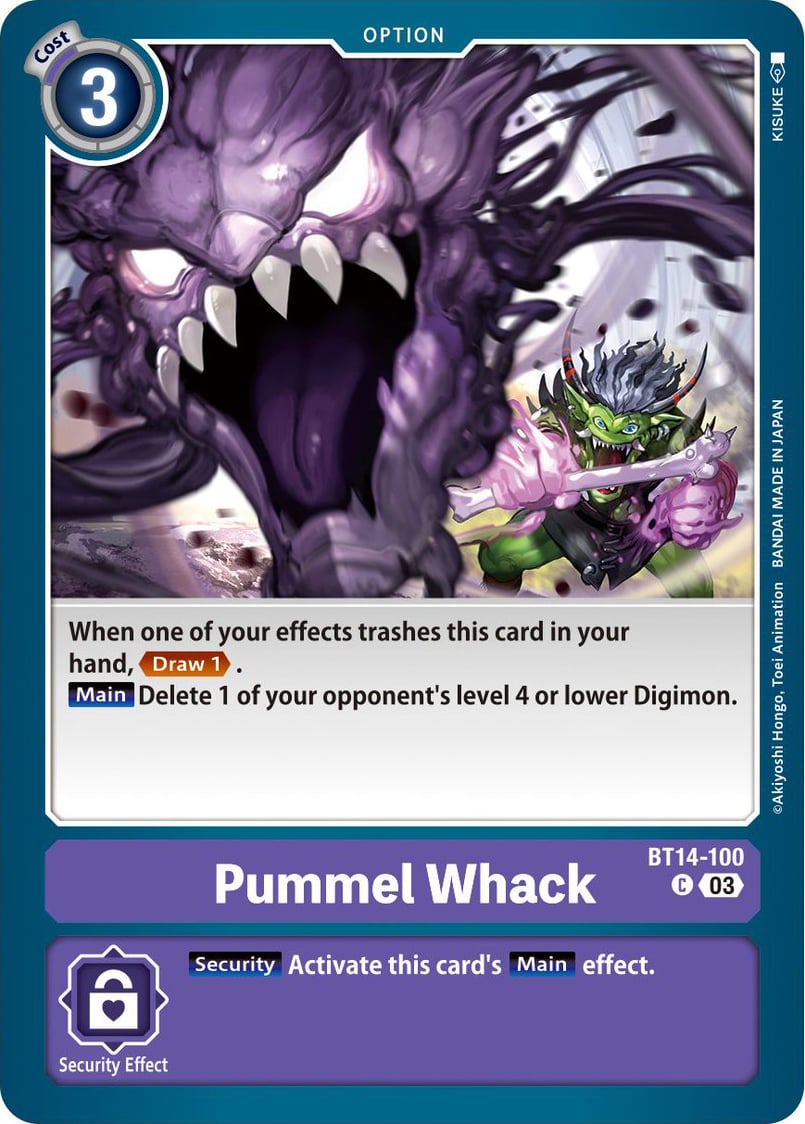 OPTION
Cost
3
KISUKE
When one of your effects trashes this card in your
hand, Draw 1 .
Main Delete 1 of your opponent's level 4 or lower Digimon.
©Akiyoshi Hongo, Toei Animation BANDAI MADE IN JAPAN
BT14-100
Pummel Whack
C 03
Security Activate this card's Main effect.
Security Effect